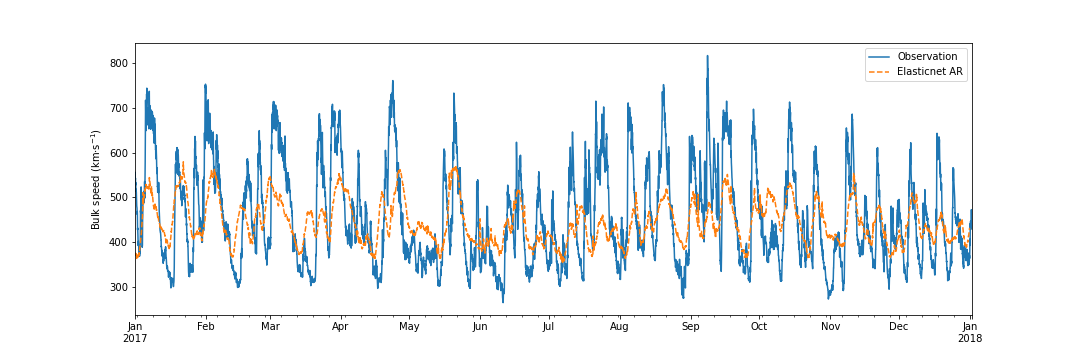 Observation
Elasticnet AR
Bulk speed (kms⁻¹)
800
700
600
500
400
300
Jan Feb Mar Apr May Jun Jul Aug Sep Oct Nov Dec Jan
2017 2018